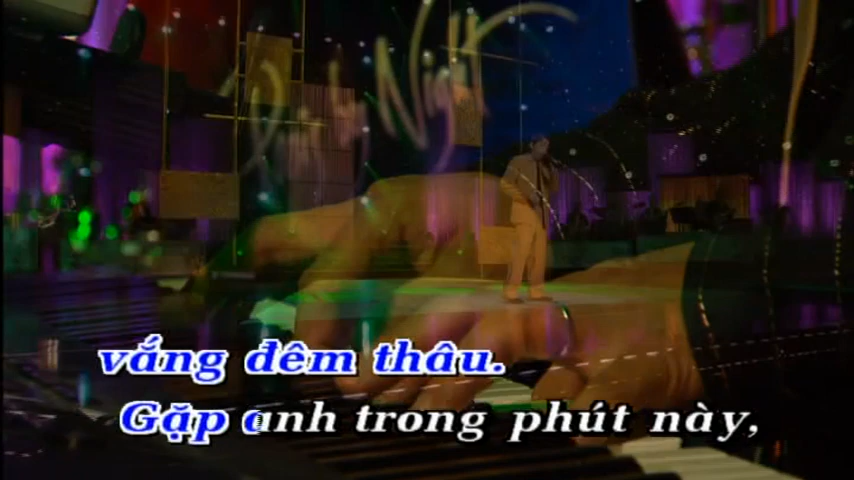 vắng đêm thâu.
Gặp anh trong phút này,